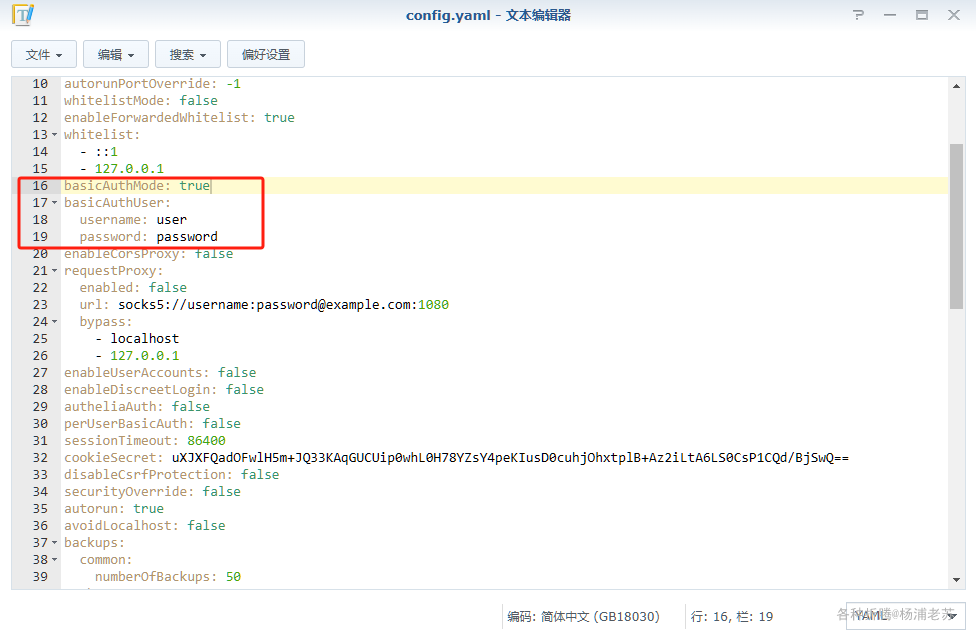 config.yaml - 文本编辑器
文件 编辑 搜索 偏好设置
10 autorunPortOverride: -1
11 whitelistMode: false
12 enableForwardedWhitelist: true
13 whitelist:
14 - ::1
15 - 127.0.0.1
16 basicAuthMode: true
17 basicAuthUser:
18 username: user
19 password: password
20 enableCorsProxy: false
21 requestProxy:
22 enabled: false
23 url: socks5://username:password@example.com:1080
24 bypass:
25 - localhost
26 - 127.0.0.1
27 enableUserAccounts: false
28 enableDiscreetLogin: false
29 autheliaAuth: false
30 perUserBasicAuth: false
31 sessionTimeout: 86400
32 cookieSecret: uXJXFQadOFwlH5m+JQ33KAqGUCUip0whL0H78YZsY4peKIusD0cuhjOhxtplB+Az2iLtA6LS0CsP1CQd/BjSwQ==
33 disableCsrfProtection: false
34 securityOverride: false
35 autorun: true
36 avoidLocalhost: false
37 backups:
38 common:
39 numberOfBackups: 50
编码: 简体中文 (GB18030) 行: 16, 栏: 19 YAML
各种折腾@杨浦老苏